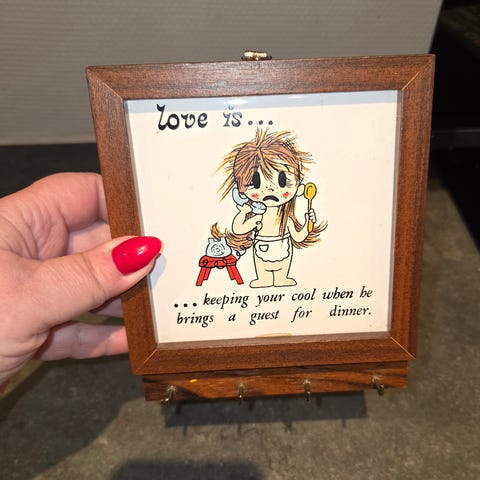 love is...
... keeping your cool when he
brings a guest for dinner.